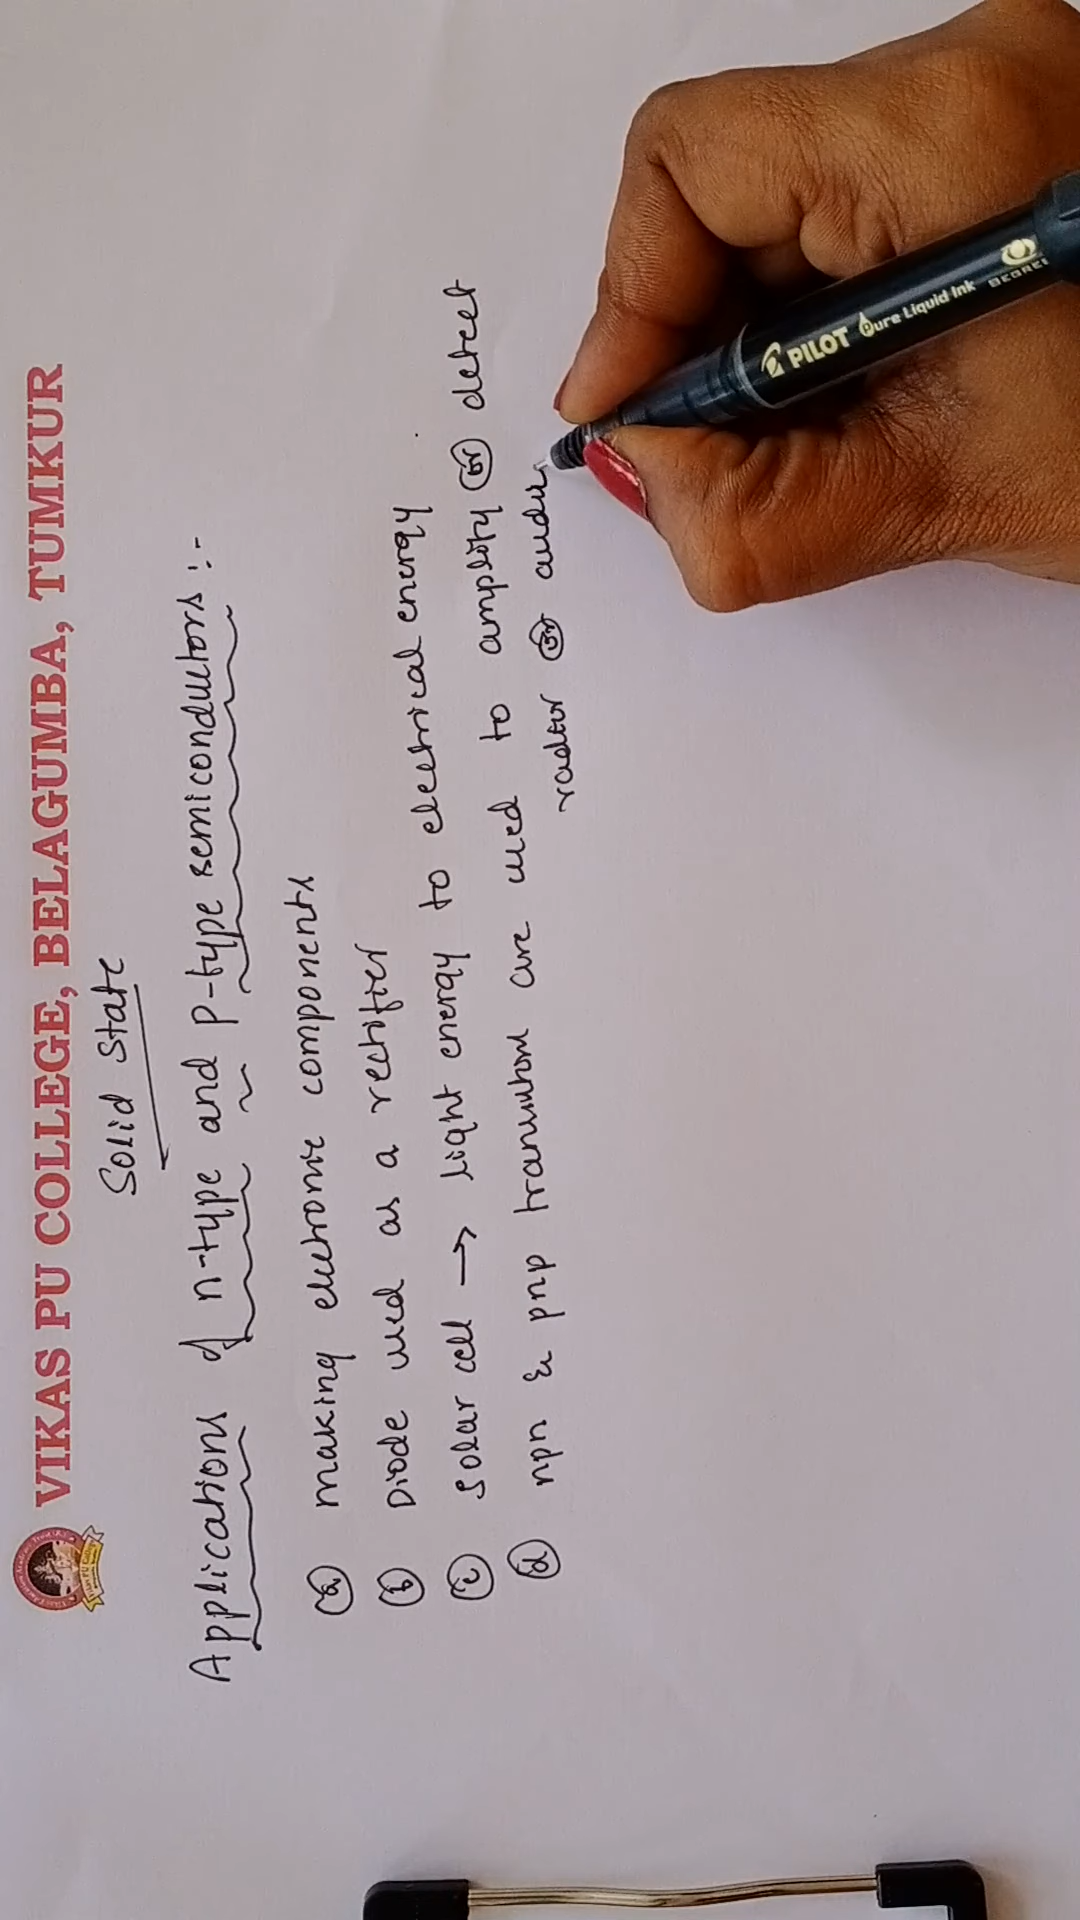 VIKAS PU COLLEGE, BELAGUMBA, TUMKUR
Solid State
Applications of n-type and p-type semiconductors :-
(a) making electronic components
(b) Diode used as a rectifier
(c) solar cell → light energy to electrical energy
(d) npn & pnp transistors are used to amplify (or) detect
radio (or) audio
PILOT Pure Liquid Ink BEGREEN